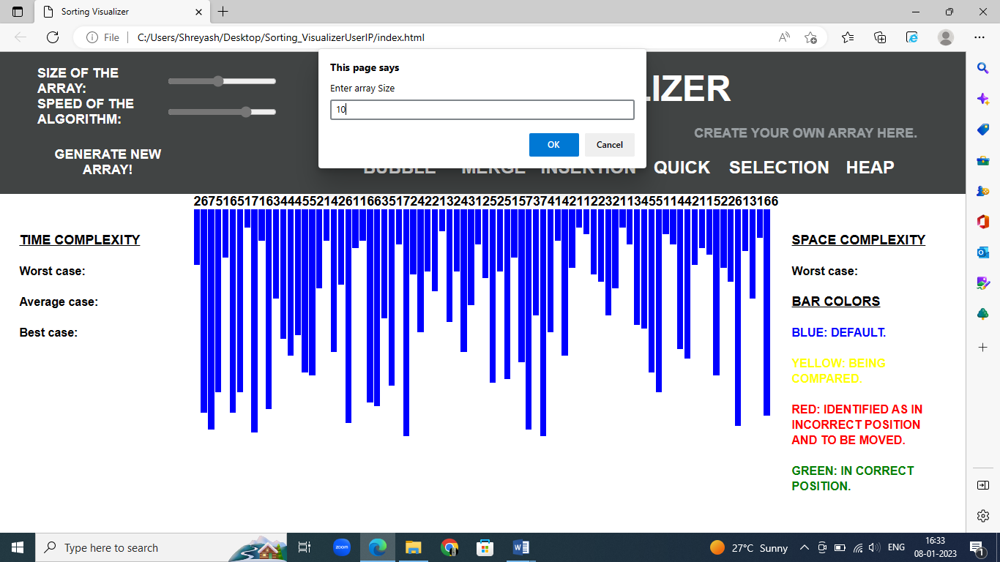 Sorting Visualizer
File
C:/Users/Shreyash/Desktop/Sorting_VisualizerUserIP/index.html
This page says
Enter array Size
10
OK
Cancel
SIZE OF THE
ARRAY:
SPEED OF THE
ALGORITHM:
GENERATE NEW
ARRAY!
LIZER
CREATE YOUR OWN ARRAY HERE.
BUBBLE MERGE INSERTION QUICK SELECTION HEAP
TIME COMPLEXITY
Worst case:
Average case:
Best case:
SPACE COMPLEXITY
Worst case:
BAR COLORS
BLUE: DEFAULT.
YELLOW: BEING
COMPARED.
RED: IDENTIFIED AS IN
INCORRECT POSITION
AND TO BE MOVED.
GREEN: IN CORRECT
POSITION.
Type here to search
zoom
27°C Sunny
ENG
16:33
08-01-2023
1